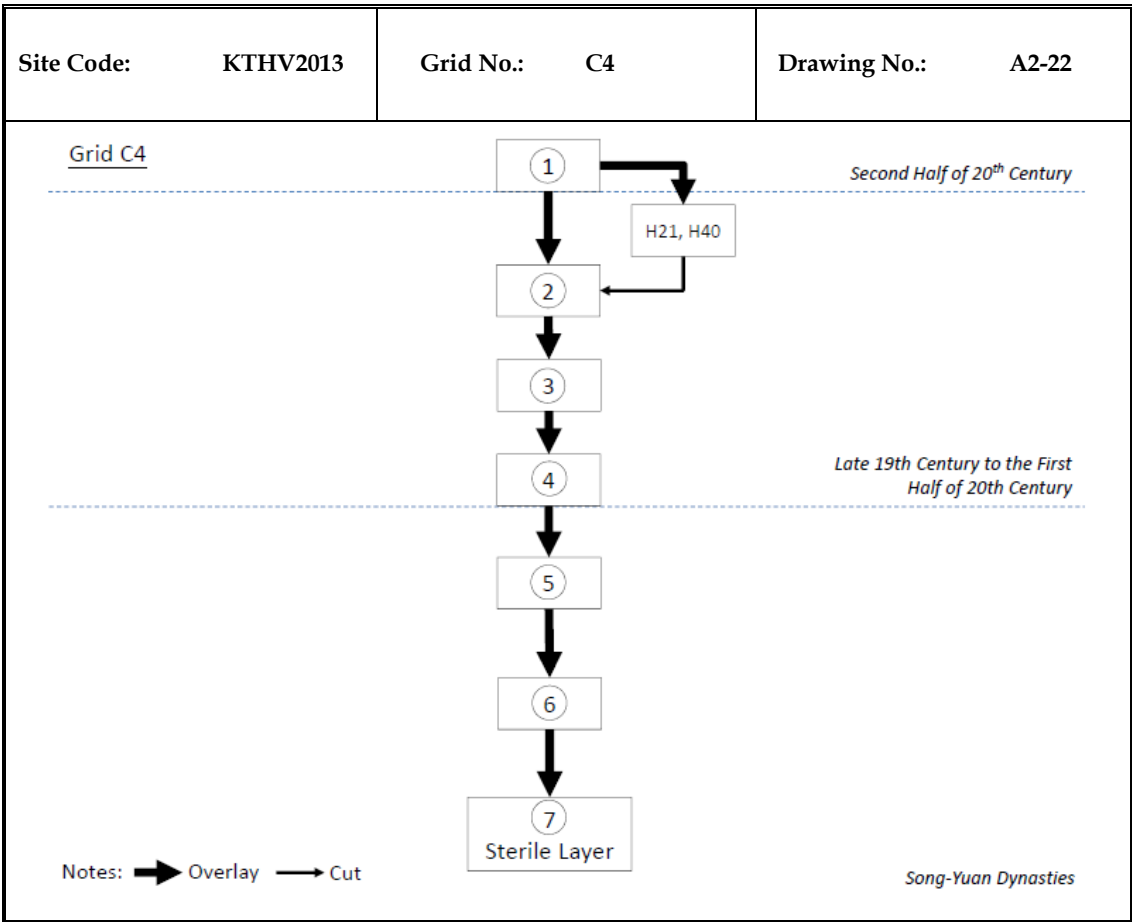 Site Code: KTHV2013 Grid No.: C4 Drawing No.: A2-22
Grid C4
1
Second Half of 20th Century
H21, H40
2
3
Late 19th Century to the First
Half of 20th Century
4
5
6
7
Sterile Layer
Notes: Overlay Cut
Song-Yuan Dynasties